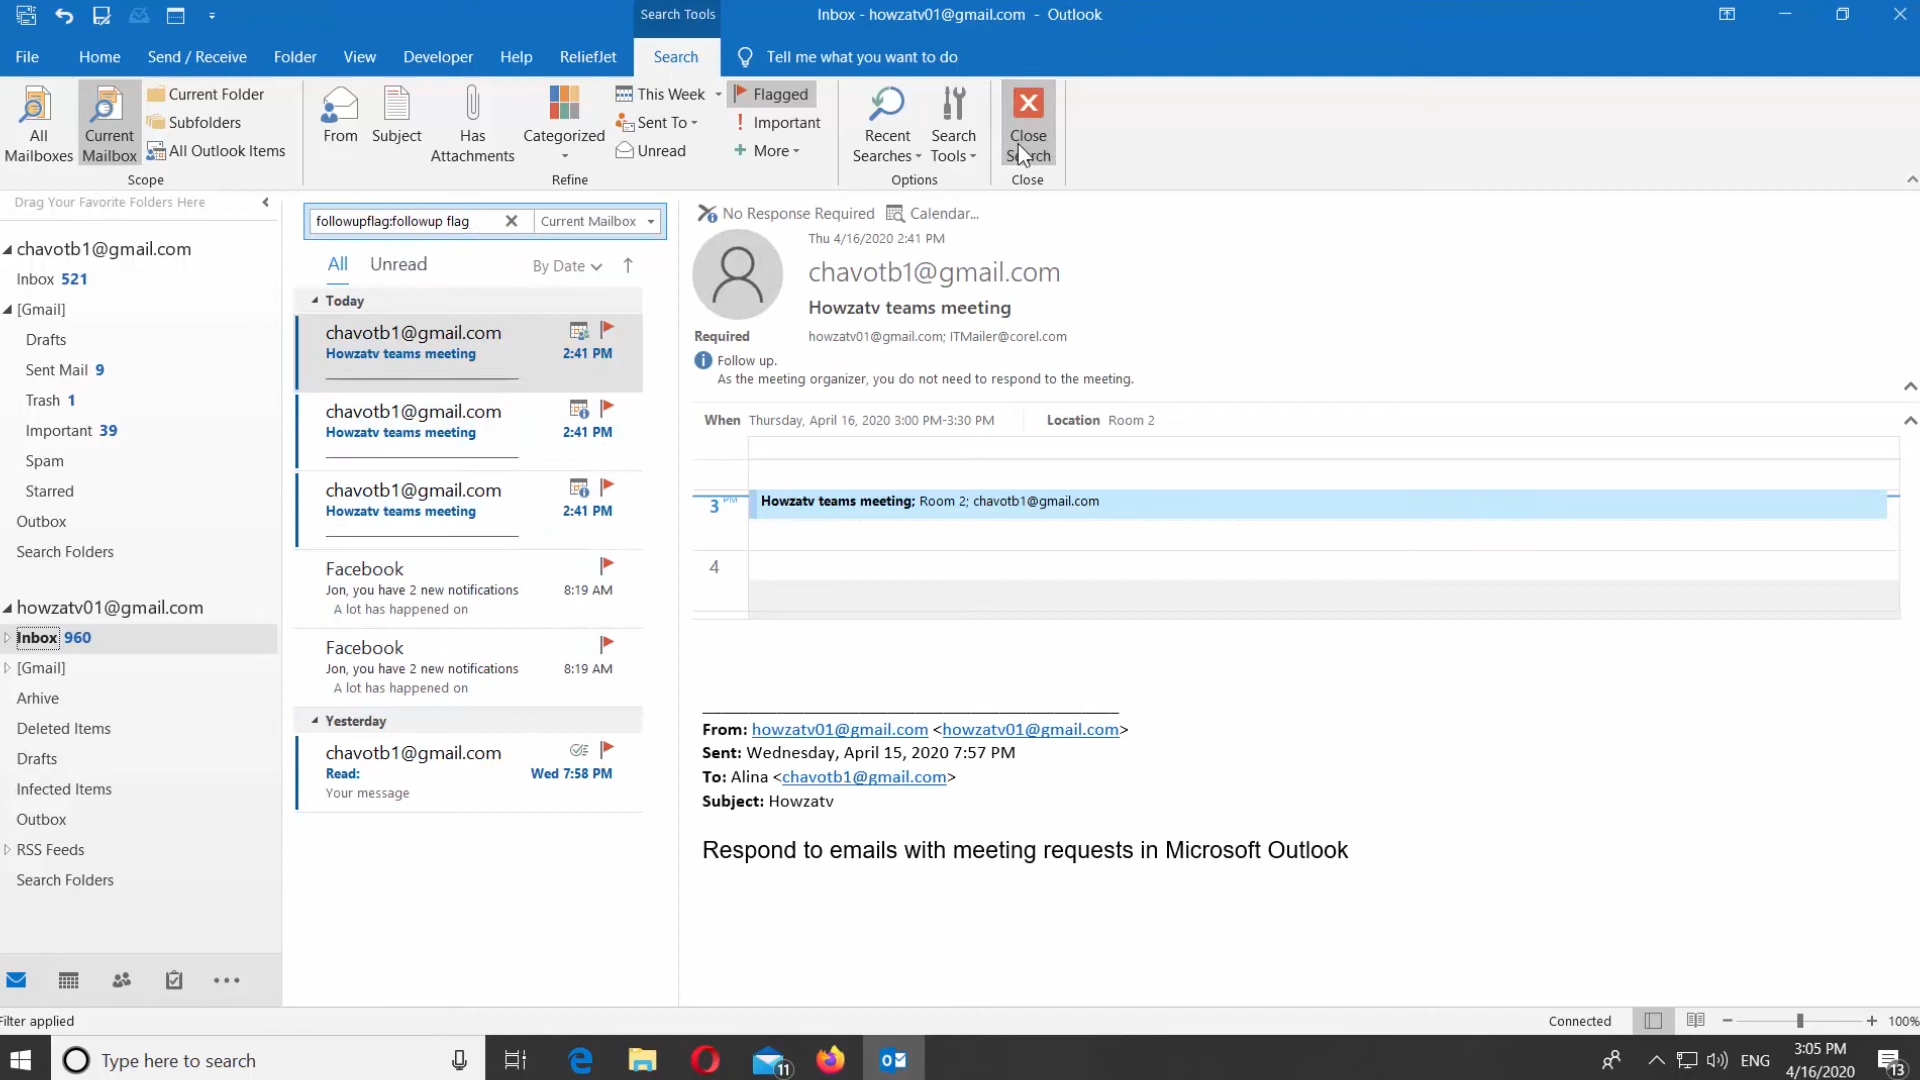 Search Tools
Inbox - howzatv01@gmail.com - Outlook
File
Home
Send / Receive
Folder
View
Developer
Help
ReliefJet
Search
Tell me what you want to do
All Mailboxes
Current Mailbox
Current Folder
Subfolders
All Outlook Items
Scope
From
Subject
Has Attachments
Categorized
This Week
Sent To
Unread
Flagged
Important
More
Refine
Recent Searches
Search Tools
Options
Close Search
Close
Drag Your Favorite Folders Here
chavotb1@gmail.com
Inbox 521
[Gmail]
Drafts
Sent Mail 9
Trash 1
Important 39
Spam
Starred
Outbox
Search Folders
howzatv01@gmail.com
Inbox 960
[Gmail]
Arhive
Deleted Items
Drafts
Infected Items
Outbox
RSS Feeds
Search Folders
followupflag:followup flag
Current Mailbox
All
Unread
By Date
Today
chavotb1@gmail.com
Howzatv teams meeting 2:41 PM
chavotb1@gmail.com
Howzatv teams meeting 2:41 PM
chavotb1@gmail.com
Howzatv teams meeting 2:41 PM
Facebook
Jon, you have 2 new notifications 8:19 AM
A lot has happened on
Facebook
Jon, you have 2 new notifications 8:19 AM
A lot has happened on
Yesterday
chavotb1@gmail.com
Read: Wed 7:58 PM
Your message
No Response Required
Calendar...
Thu 4/16/2020 2:41 PM
chavotb1@gmail.com
Howzatv teams meeting
Required howzatv01@gmail.com; ITMailer@corel.com
Follow up.
As the meeting organizer, you do not need to respond to the meeting.
When Thursday, April 16, 2020 3:00 PM-3:30 PM
Location Room 2
3 PM
Howzatv teams meeting; Room 2; chavotb1@gmail.com
4
From: howzatv01@gmail.com <howzatv01@gmail.com>
Sent: Wednesday, April 15, 2020 7:57 PM
To: Alina <chavotb1@gmail.com>
Subject: Howzatv
Respond to emails with meeting requests in Microsoft Outlook
Filter applied
Connected
100%
Type here to search
11
ENG
3:05 PM
4/16/2020
13